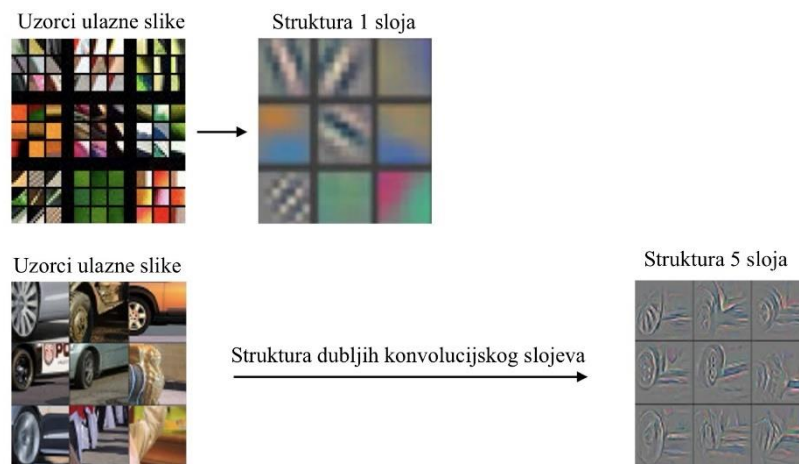 Uzorci ulazne slike
Struktura 1 sloja
Uzorci ulazne slike
Struktura 5 sloja
Struktura dubljih konvolucijskog slojeva